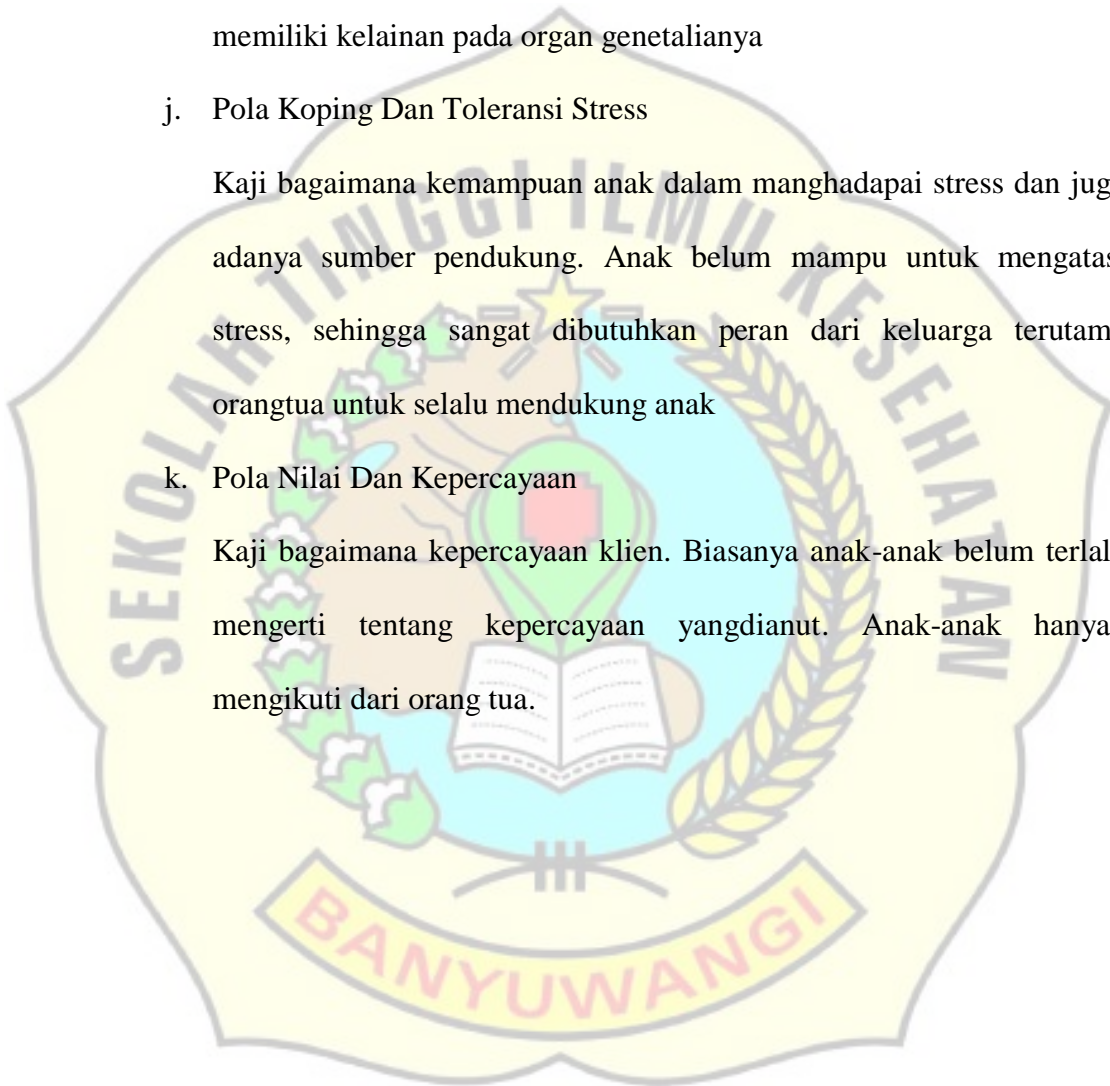 memiliki kelainan pada organ genetalianya
j. Pola Koping Dan Toleransi Stress
Kaji bagaimana kemampuan anak dalam manghadapai stress dan jug
adanya sumber pendukung. Anak belum mampu untuk mengatas
stress, sehingga sangat dibutuhkan peran dari keluarga terutam
orangtua untuk selalu mendukung anak
k. Pola Nilai Dan Kepercayaan
Kaji bagaimana kepercayaan klien. Biasanya anak-anak belum terlal
mengerti tentang kepercayaan yangdianut. Anak-anak hanya
mengikuti dari orang tua.
SEKOLAH TINGGI ILMU KESEHATAN
BANYUWANGI